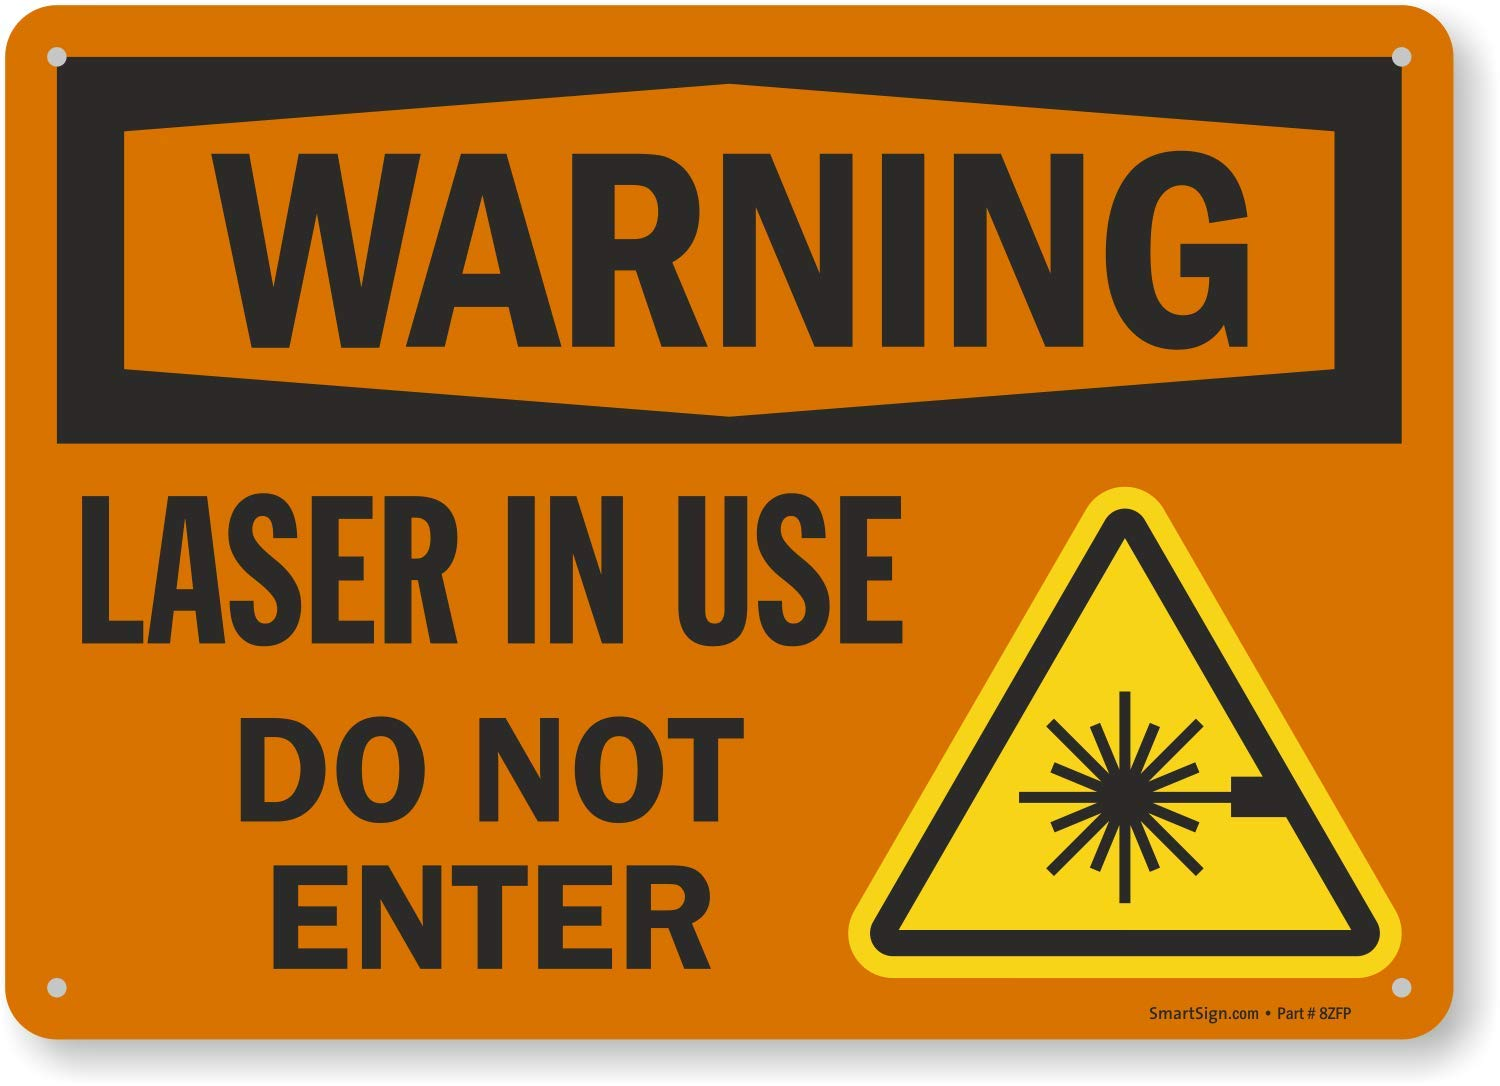 WARNING
LASER IN USE
DO NOT
ENTER
SmartSign.com • Part # 8ZFP